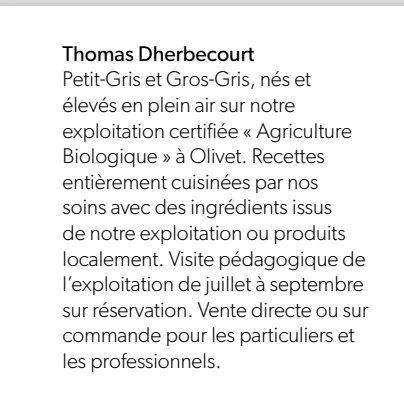 Thomas Dherbecourt
Petit-Gris et Gros-Gris, nés et
élevés en plein air sur notre
exploitation certifiée « Agriculture
Biologique » à Olivet. Recettes
entièrement cuisinées par nos
soins avec des ingrédients issus
de notre exploitation ou produits
localement. Visite pédagogique de
l’exploitation de juillet à septembre
sur réservation. Vente directe ou sur
commande pour les particuliers et
les professionnels.